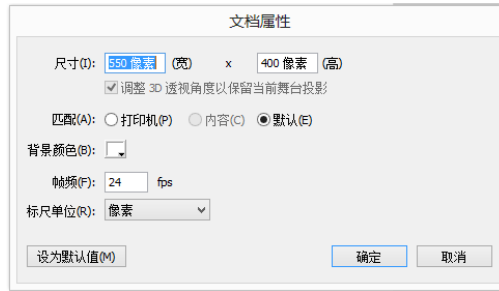 文档属性
尺寸(I): 550 像素 (宽) x 400 像素 (高)
调整 3D 透视角度以保留当前舞台投影
匹配(A): 打印机(P) 内容(C) 默认(E)
背景颜色(B):
帧频(F): 24 fps
标尺单位(R): 像素
设为默认值(M) 确定 取消